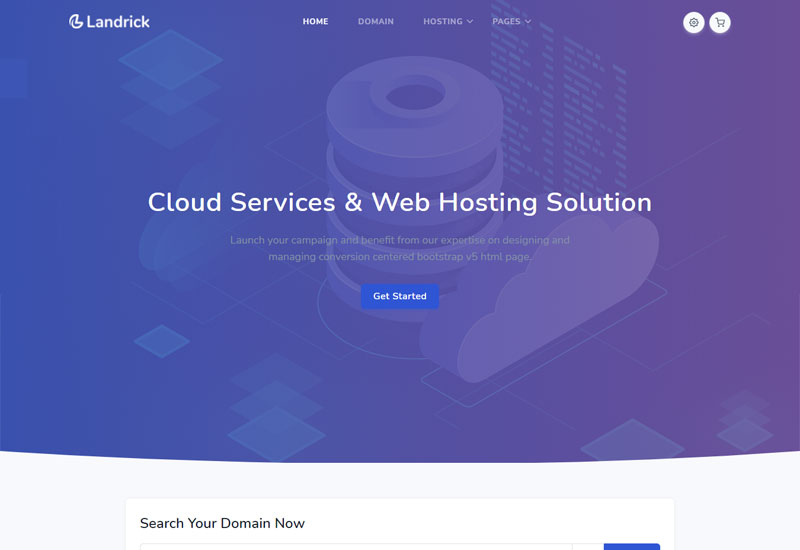 Landrick
HOME
DOMAIN
HOSTING
PAGES
Cloud Services & Web Hosting Solution
Launch your campaign and benefit from our expertise on designing and
managing conversion centered bootstrap v5 html page.
Get Started
Search Your Domain Now